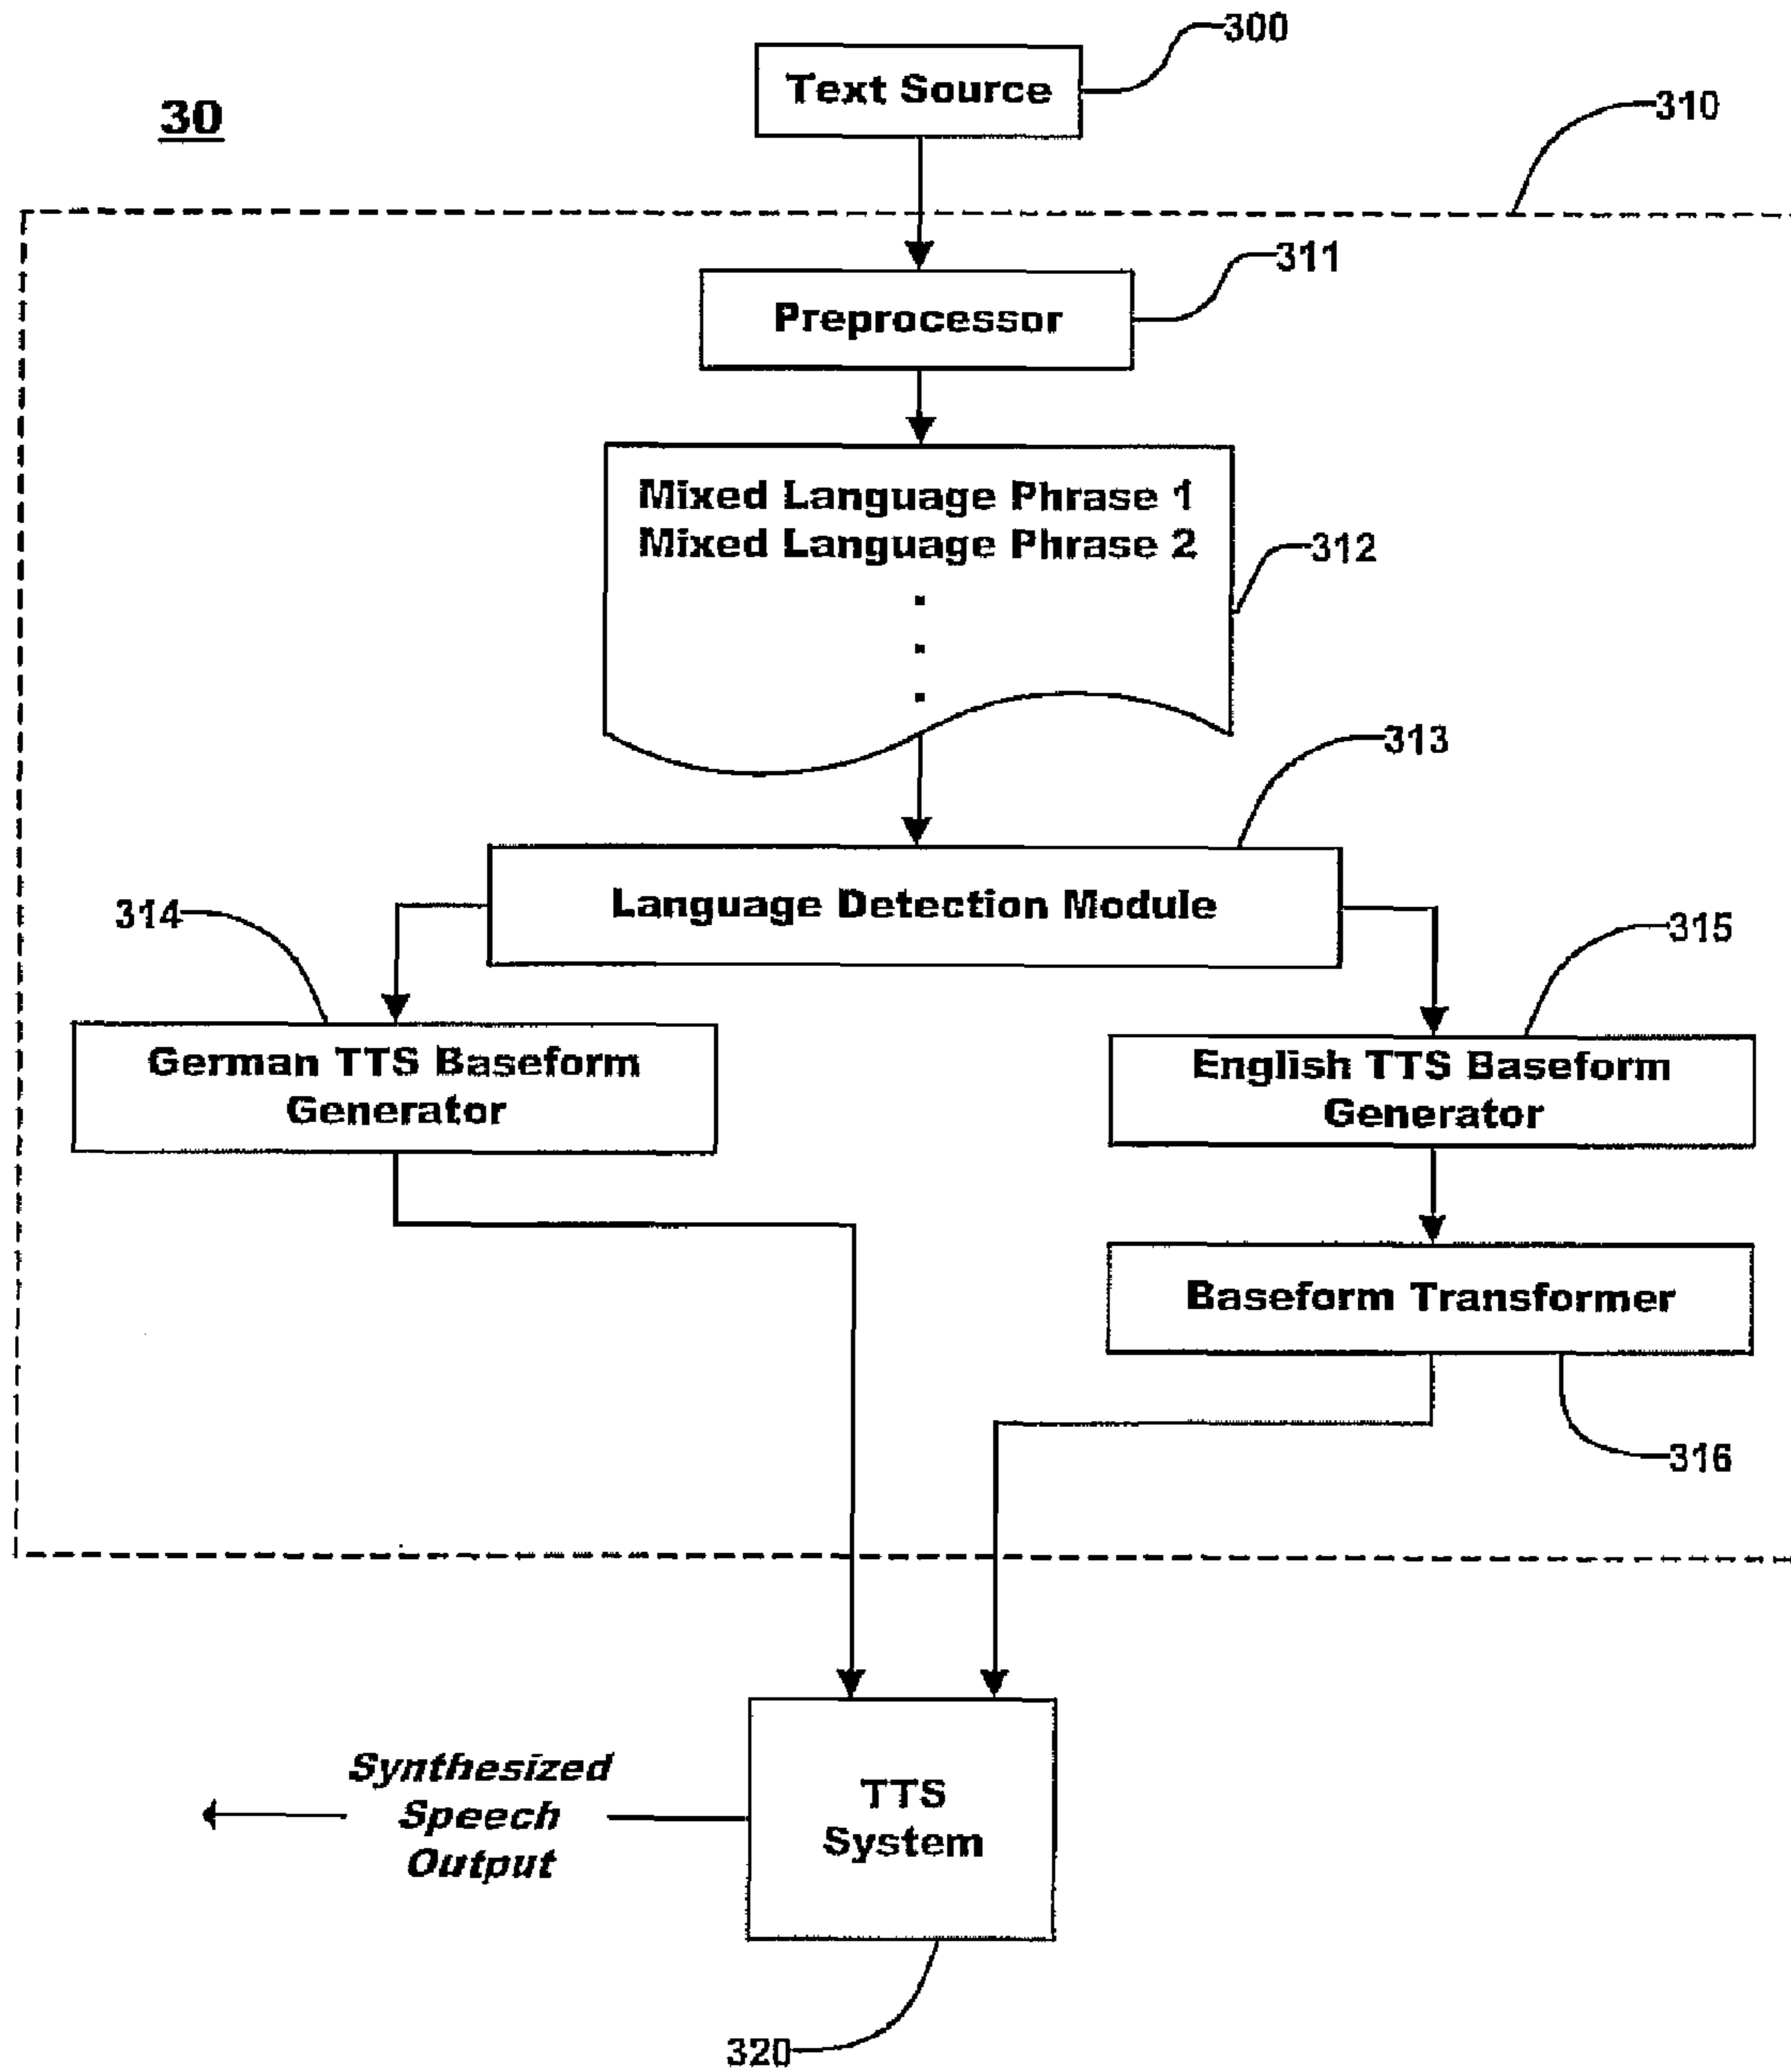 300
Text Source
30
310
311
Preprocessor
Mixed Language Phrase 1
Mixed Language Phrase 2
312
313
Language Detection Module
314
315
German TTS Baseform
Generator
English TTS Baseform
Generator
Baseform Transformer
316
Synthesized
Speech
Output
TTS
System
320